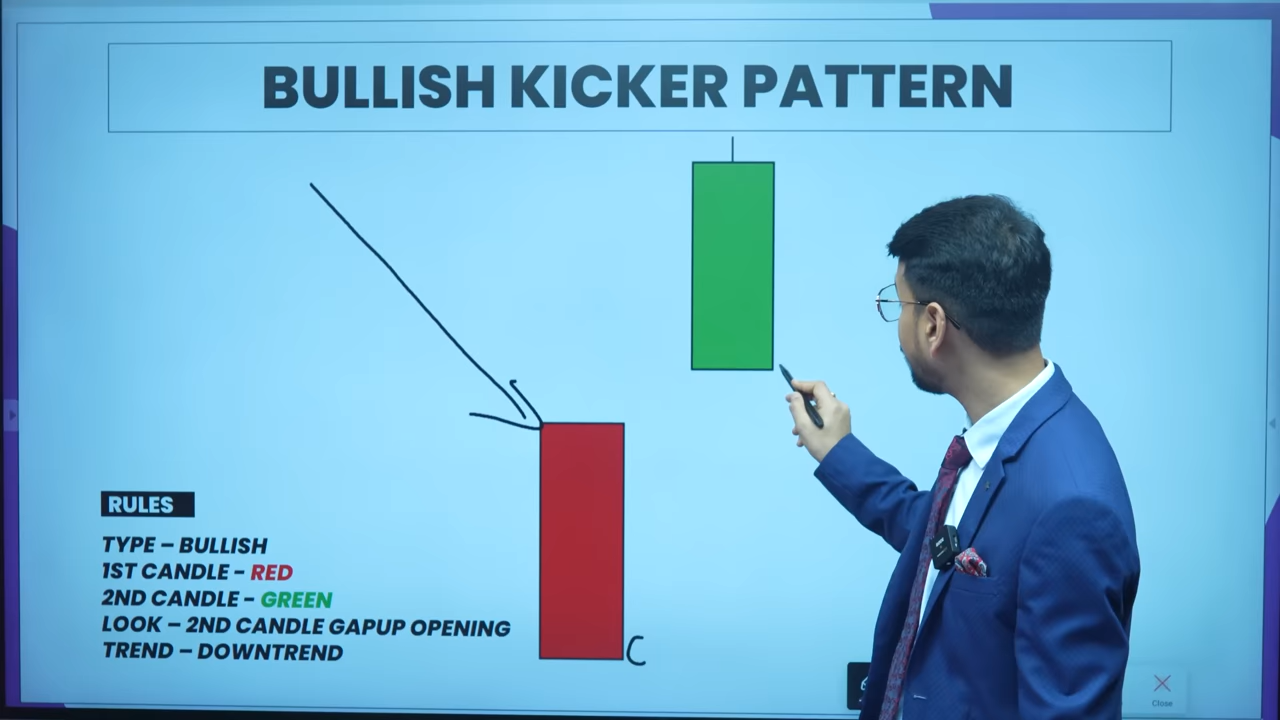 BULLISH KICKER PATTERN
RULES
TYPE – BULLISH
1ST CANDLE – RED
2ND CANDLE – GREEN
LOOK – 2ND CANDLE GAPUP OPENING
TREND – DOWNTREND
C
Close